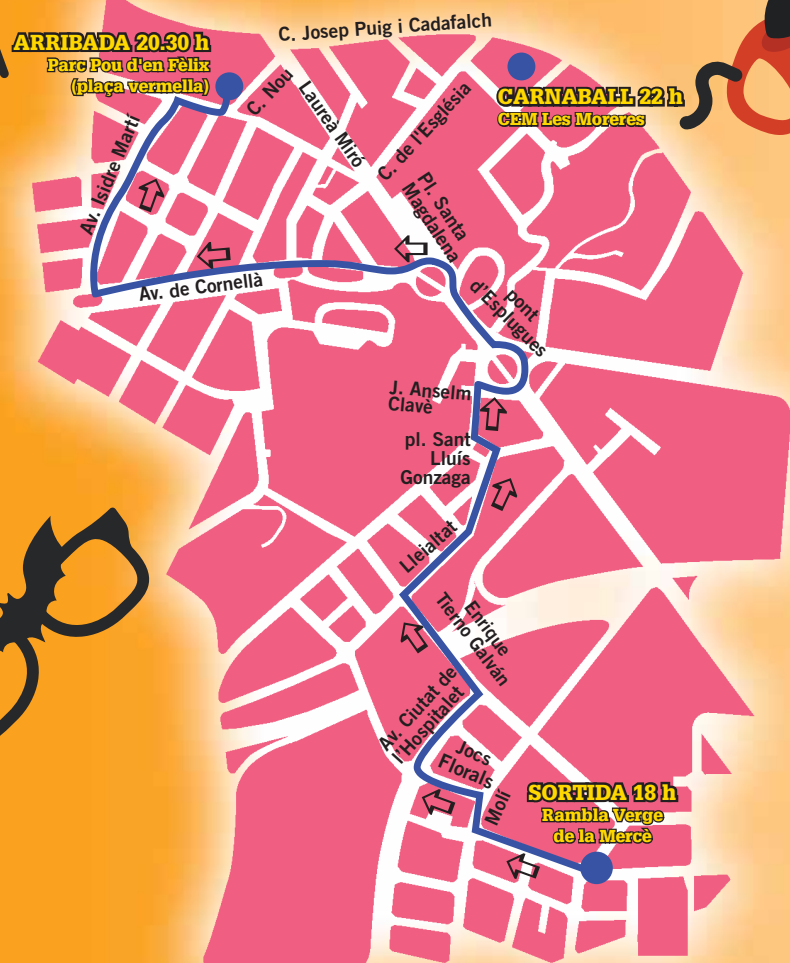 C. Josep Puig i Cadafalch
ARRIBADA 20.30 h
Parc Pou d'en Fèlix
(plaça vermella)
C. Nou
Laureà Miró
C. de l'Església
CARNABALL 22 h
CEM Les Moreres
Av. Isidre Martí
Pl. Santa
Magdalena
Av. de Cornellà
pont
d'Esplugues
J. Anselm
Clavè
pl. Sant
Lluís
Gonzaga
Lleialtat
Enrique
Tierno Galván
Av. Ciutat de
l'Hospitalet
Jocs
Florals
Molí
SORTIDA 18 h
Rambla Verge
de la Mercè